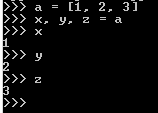 >>> a = [1, 2, 3]
>>> x, y, z = a
>>> x
1
>>> y
2
>>> z
3
>>>